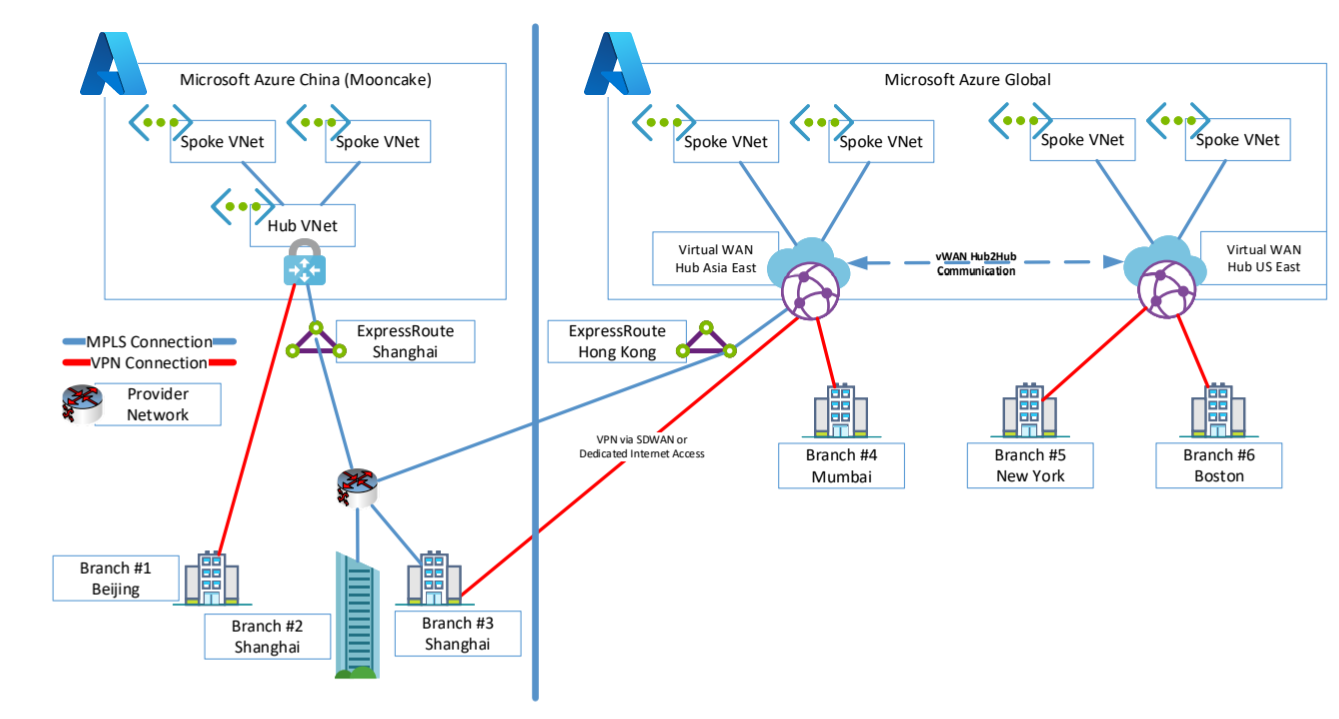 Microsoft Azure China (Mooncake)
Spoke VNet
Spoke VNet
Hub VNet
ExpressRoute
Shanghai
MPLS Connection
VPN Connection
Provider
Network
Branch #1
Beijing
Branch #2
Shanghai
Branch #3
Shanghai
Microsoft Azure Global
Spoke VNet
Spoke VNet
Spoke VNet
Spoke VNet
Virtual WAN
Hub Asia East
vWAN Hub2Hub
Communication
Virtual WAN
Hub US East
ExpressRoute
Hong Kong
VPN via SDWAN or
Dedicated Internet Access
Branch #4
Mumbai
Branch #5
New York
Branch #6
Boston